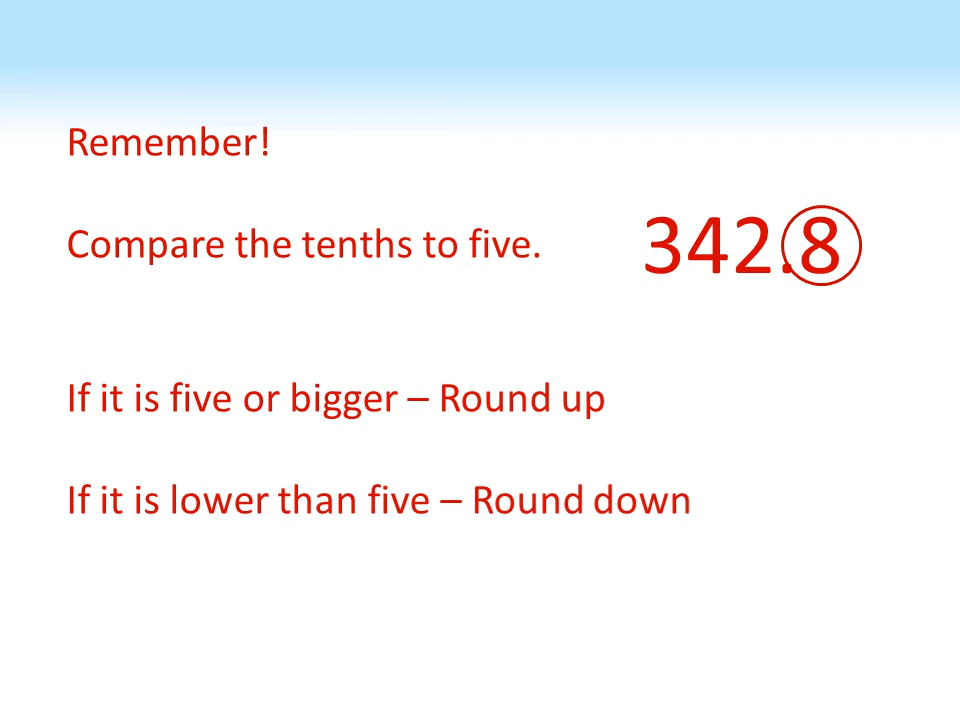 Remember!
Compare the tenths to five.
342.8
If it is five or bigger – Round up
If it is lower than five – Round down